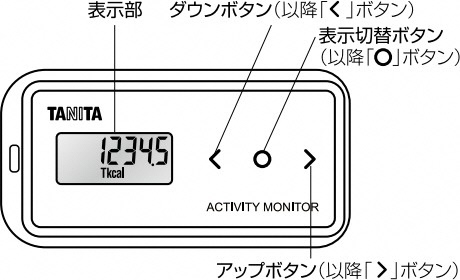 表示部
ダウンボタン(以降「く」ボタン)
表示切替ボタン
(以降「O」ボタン)
TANITA
1234.5
Tkcal
ACTIVITY MONITOR
アップボタン(以降「>」ボタン)